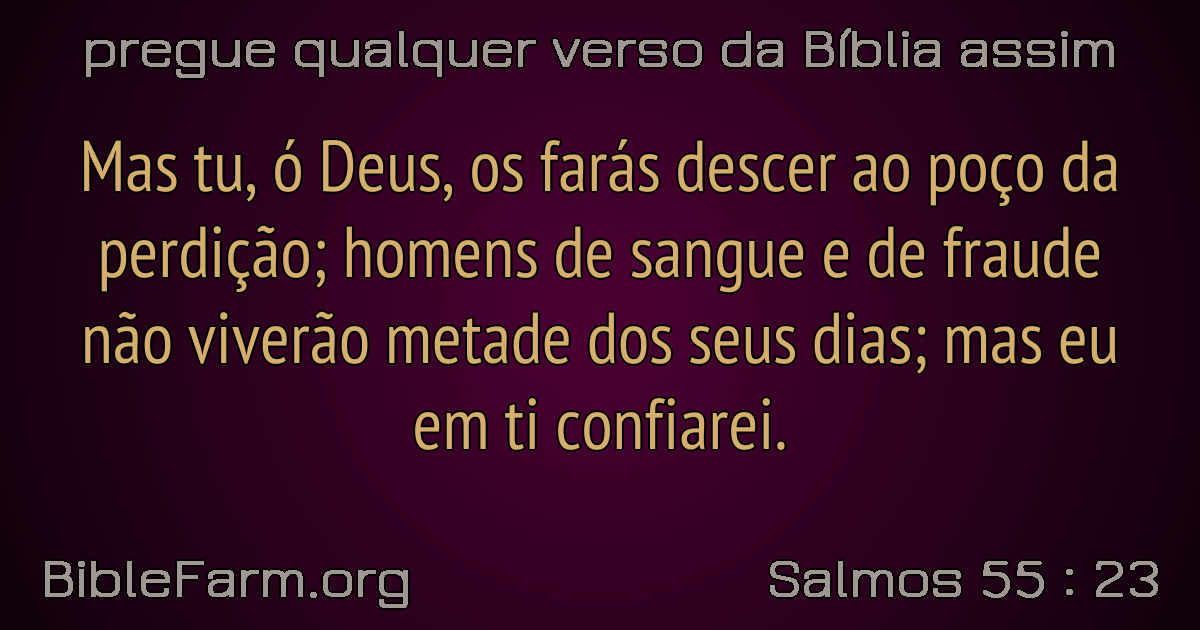 pregue qualquer verso da Bíblia assim
Mas tu, ó Deus, os farás descer ao poço da
perdição; homens de sangue e de fraude
não viverão metade dos seus dias; mas eu
em ti confiarei.
BibleFarm.org
Salmos 55 : 23